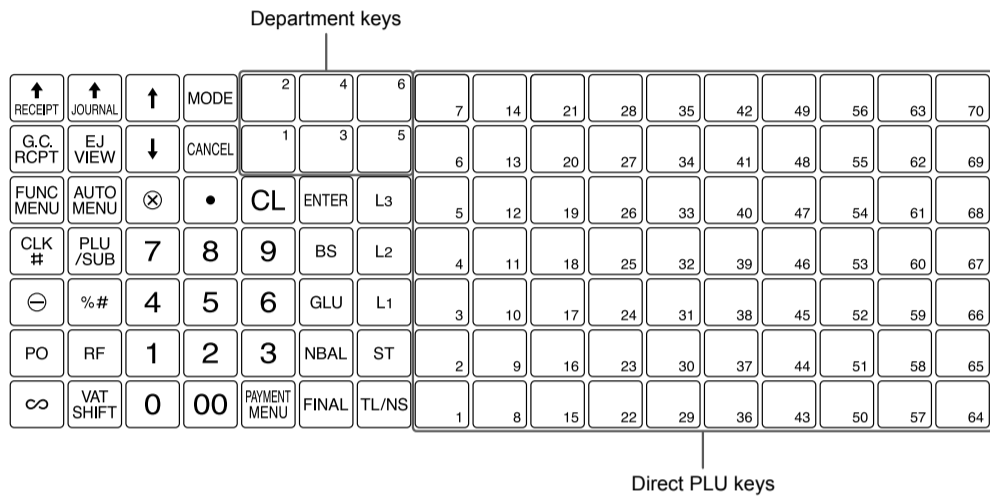 Department keys
RECEIPT JOURNAL MODE 2 4 6 7 14 21 28 35 42 49 56 63 70
G.C. RCPT EJ VIEW CANCEL 1 3 5 6 13 20 27 34 41 48 55 62 69
FUNC MENU AUTO MENU ⊗ • CL ENTER L3 5 12 19 26 33 40 47 54 61 68
CLK # PLU /SUB 7 8 9 BS L2 4 11 18 25 32 39 46 53 60 67
⊖ %# 4 5 6 GLU L1 3 10 17 24 31 38 45 52 59 66
PO RF 1 2 3 NBAL ST 2 9 16 23 30 37 44 51 58 65
∞ VAT SHIFT 0 00 PAYMENT MENU FINAL TL/NS 1 8 15 22 29 36 43 50 57 64
Direct PLU keys